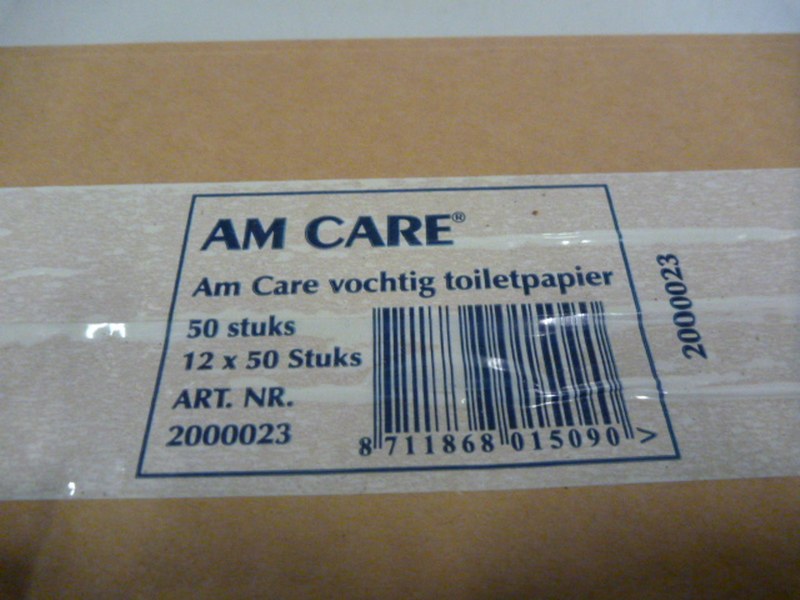 AM CARE®
Am Care vochtig toiletpapier
50 stuks
12 x 50 Stuks
ART. NR.
2000023
8 711868 015090 >
2000023